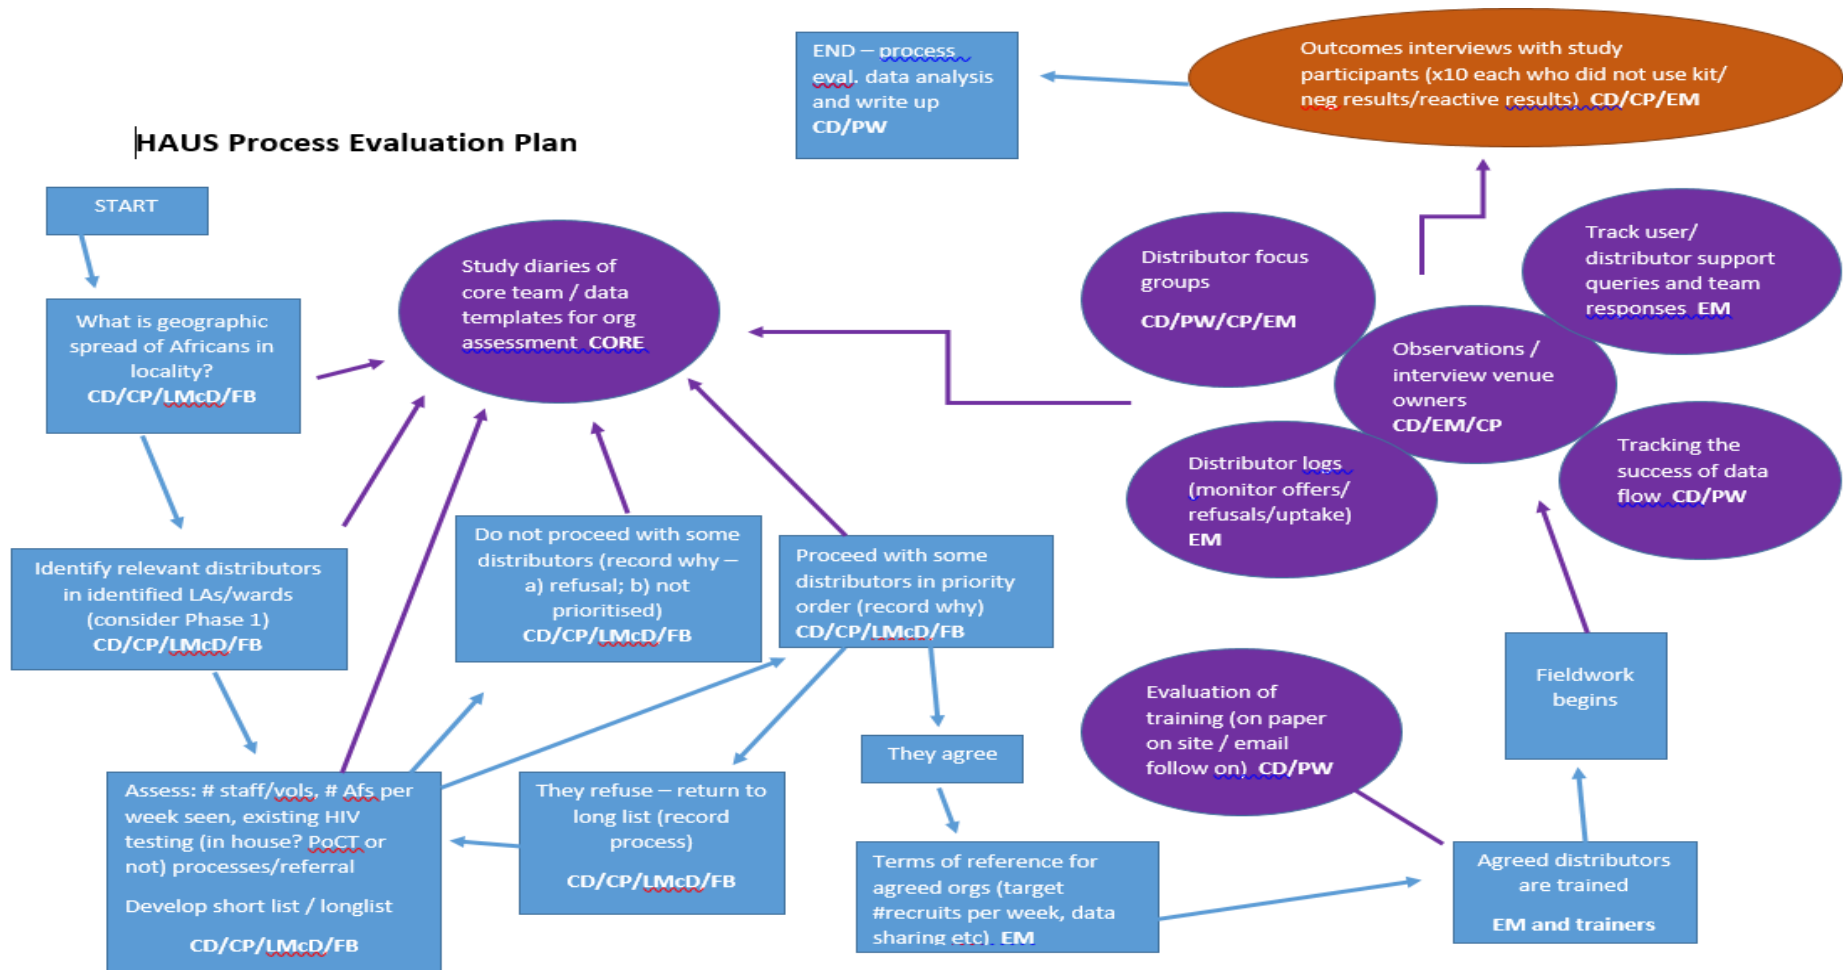 HAUS Process Evaluation Plan
START
What is geographic
spread of Africans in
locality?
CD/CP/LMcD/FB
Identify relevant distributors
in identified LAs/wards
(consider Phase 1)
CD/CP/LMcD/FB
Assess: # staff/vols, # Afs per
week seen, existing HIV
testing (in house? PoCT or
not) processes/referral
Develop short list / longlist
CD/CP/LMcD/FB
Study diaries of
core team / data
templates for org
assessment CORE
Do not proceed with some
distributors (record why –
a) refusal; b) not
prioritised)
CD/CP/LMcD/FB
Proceed with some
distributors in priority
order (record why)
CD/CP/LMcD/FB
They refuse – return to
long list (record
process)
CD/CP/LMcD/FB
They agree
Terms of reference for
agreed orgs (target
#recruits per week, data
sharing etc) EM
Evaluation of
training (on paper
on site / email
follow on) CD/PW
Agreed distributors
are trained
EM and trainers
Fieldwork
begins
Distributor focus
groups
CD/PW/CP/EM
Track user/
distributor support
queries and team
responses EM
Observations /
interview venue
owners
CD/EM/CP
Distributor logs
(monitor offers/
refusals/uptake)
EM
Tracking the
success of data
flow CD/PW
Outcomes interviews with study
participants (x10 each who did not use kit/
neg results/reactive results) CD/CP/EM
END – process
eval. data analysis
and write up
CD/PW